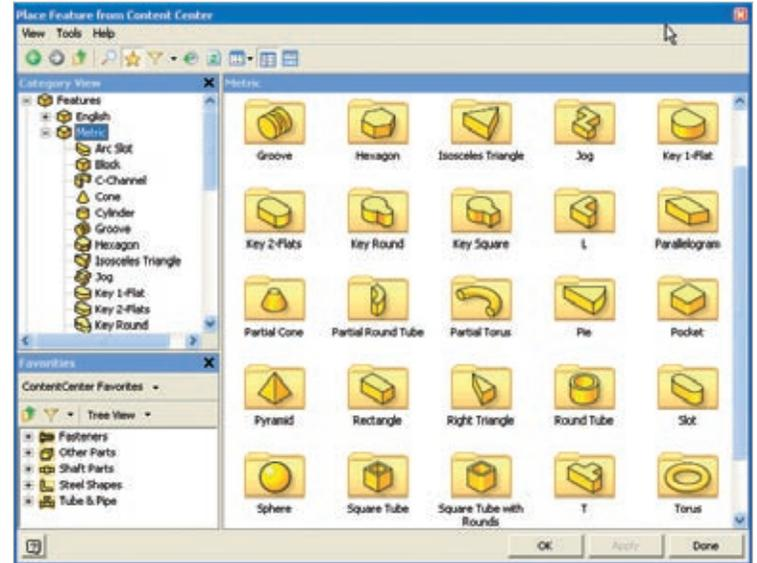 Place Feature from Content Center
View Tools Help
Category View
Metric
Features
English
Metric
Arc Slot
Block
C-Channel
Cone
Cylinder
Groove
Hexagon
Isosceles Triangle
Jog
Key 1-Flat
Key 2-Flats
Key Round
Favorites
ContentCenter Favorites
Tree View
Fasteners
Other Parts
Shaft Parts
Steel Shapes
Tube & Pipe
Groove Hexagon Isosceles Triangle Jog Key 1-Flat
Key 2-Flats Key Round Key Square L Parallelogram
Partial Cone Partial Round Tube Partial Torus Pie Pocket
Pyramid Rectangle Right Triangle Round Tube Slot
Sphere Square Tube Square Tube with Rounds T Torus
OK Apply Done